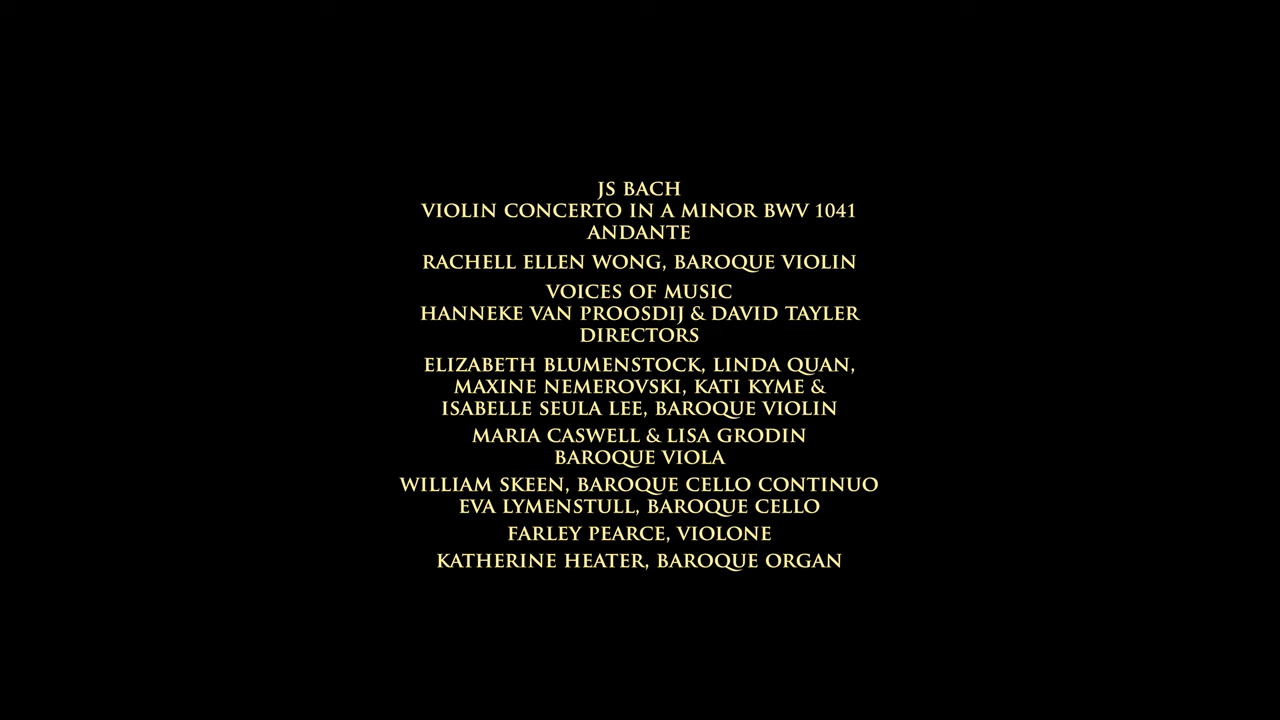 JS BACH
VIOLIN CONCERTO IN A MINOR BWV 1041
ANDANTE
RACHELL ELLEN WONG, BAROQUE VIOLIN
VOICES OF MUSIC
HANNEKE VAN PROOSDIJ & DAVID TAYLER
DIRECTORS
ELIZABETH BLUMENSTOCK, LINDA QUAN,
MAXINE NEMEROVSKI, KATI KYME &
ISABELLE SEULA LEE, BAROQUE VIOLIN
MARIA CASWELL & LISA GRODIN
BAROQUE VIOLA
WILLIAM SKEEN, BAROQUE CELLO CONTINUO
EVA LYMENSTULL, BAROQUE CELLO
FARLEY PEARCE, VIOLONE
KATHERINE HEATER, BAROQUE ORGAN